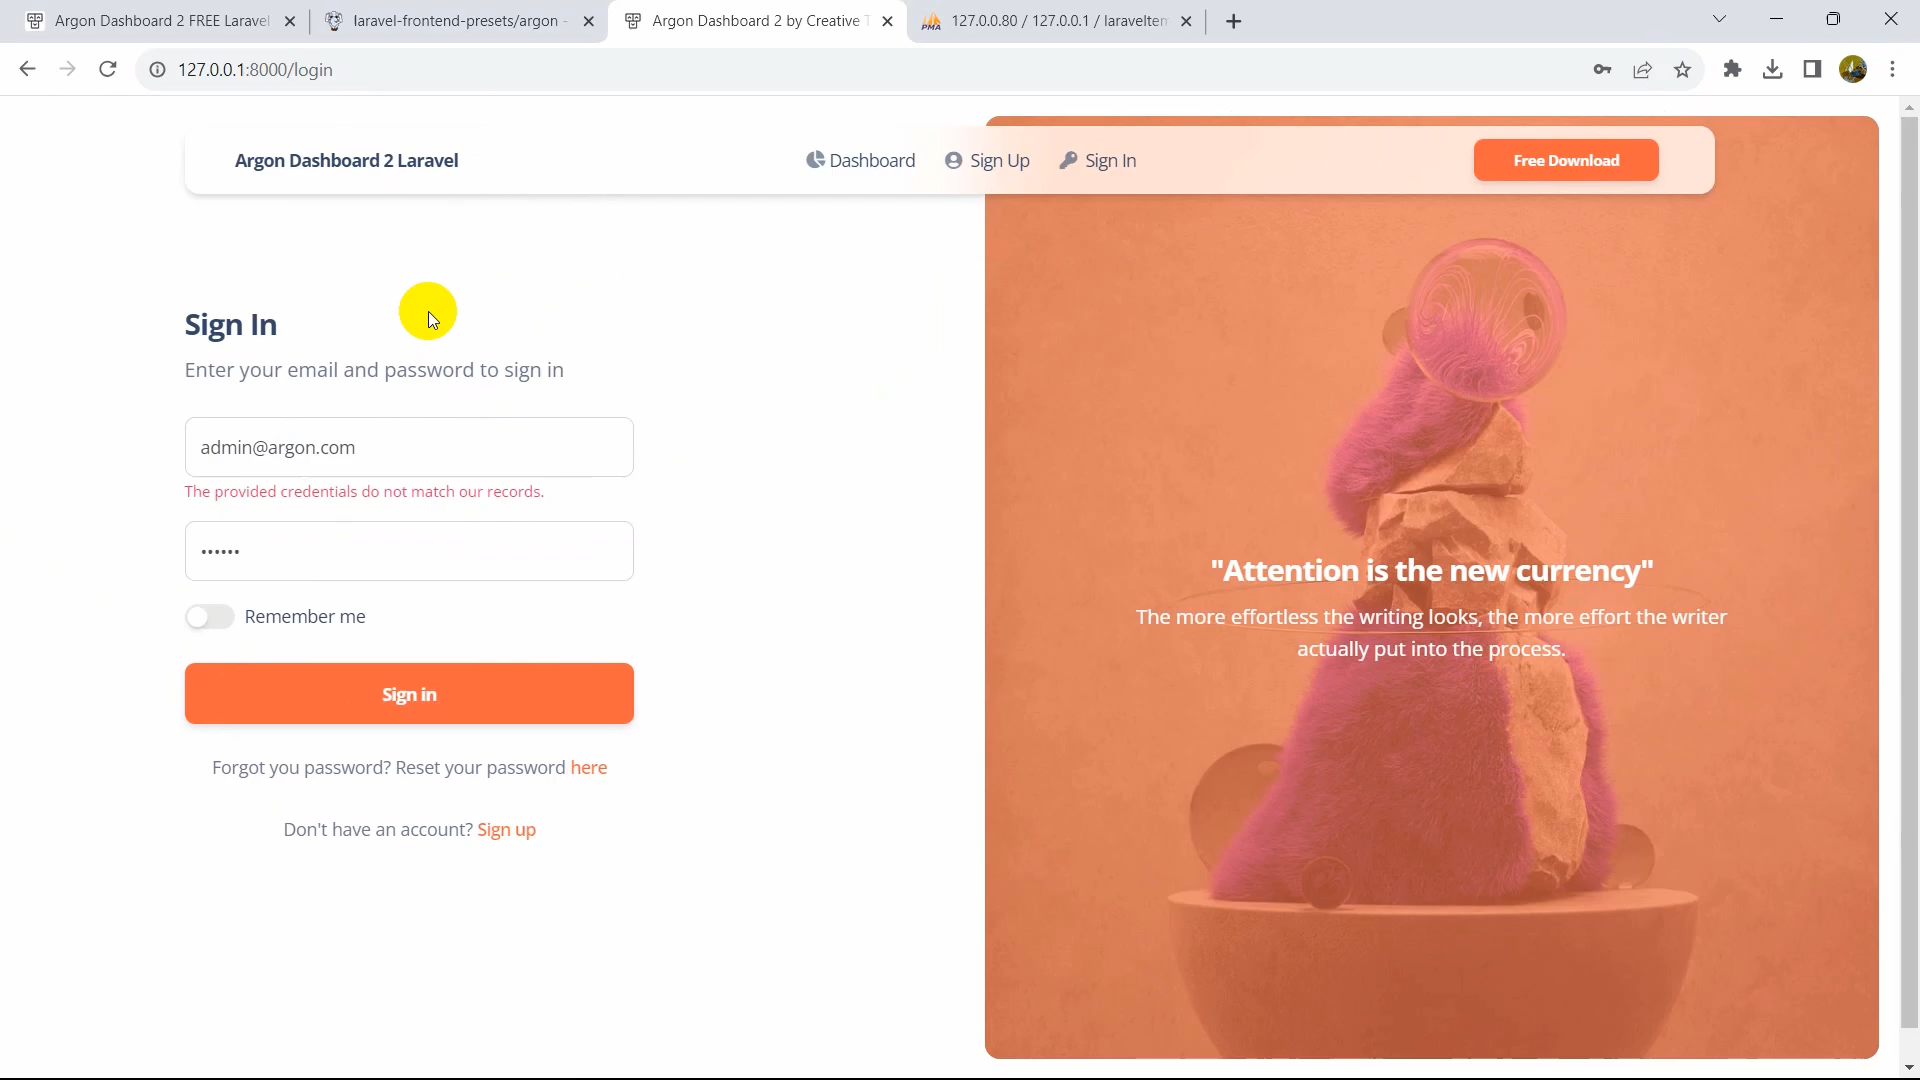 Argon Dashboard 2 FREE Laravel
laravel-frontend-presets/argon -
Argon Dashboard 2 by Creative T
PMA
127.0.0.80 / 127.0.0.1 / laraveltem
127.0.0.1:8000/login
Argon Dashboard 2 Laravel
Dashboard
Sign Up
Sign In
Free Download
Sign In
Enter your email and password to sign in
admin@argon.com
The provided credentials do not match our records.
••••••
Remember me
Sign in
Forgot you password? Reset your password here
Don't have an account? Sign up
"Attention is the new currency"
The more effortless the writing looks, the more effort the writer
actually put into the process.